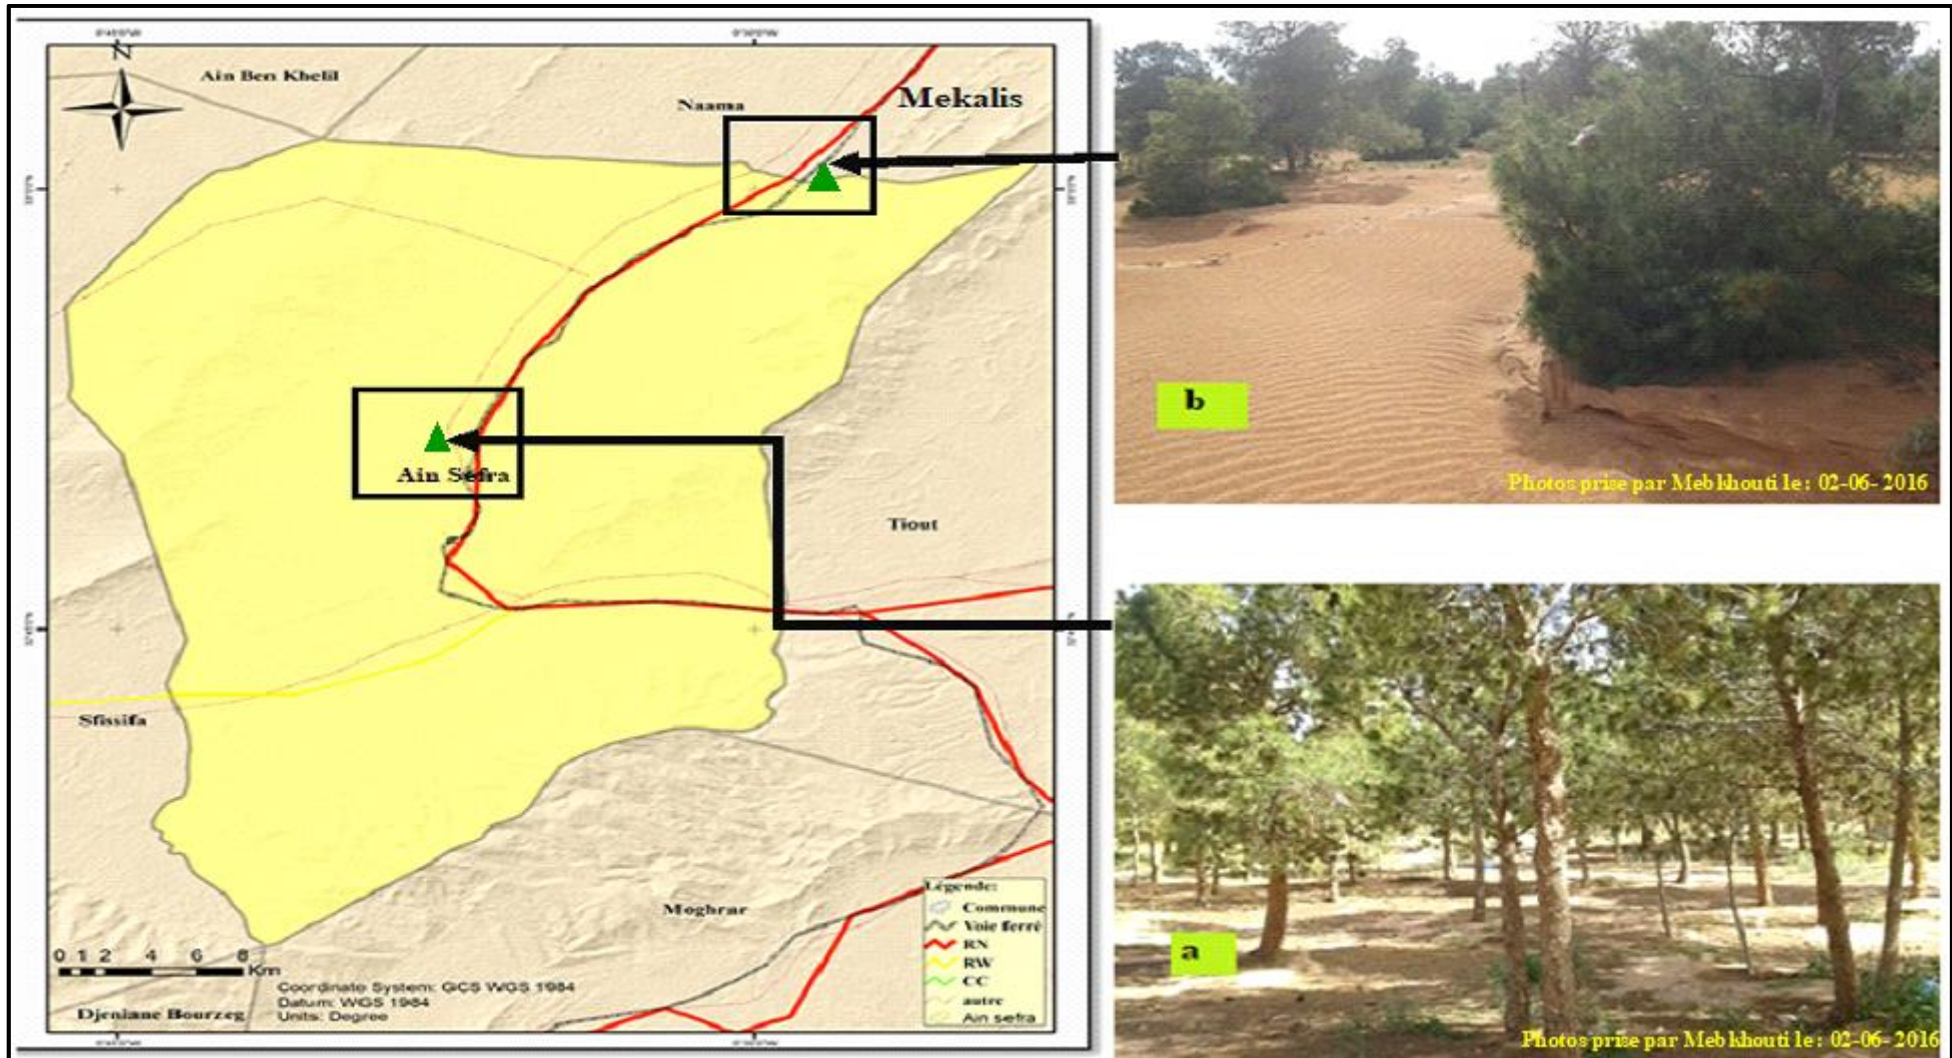 N
Ain Ben Khelil
Naama
Mekalis
Ain Sefra
Tiout
Sfissifa
Moghrar
Djeniane Bourzeg
0 1 2 4 6 8
Km
Coordinate System: GCS WGS 1984
Datum: WGS 1984
Units: Degree
Légende:
Commune
Voie ferré
RN
RW
CC
autre
Ain sefra
b
Photos prise par Mebkhouti le: 02-06-2016
a
Photos prise par Mebkhouti le: 02-06-2016